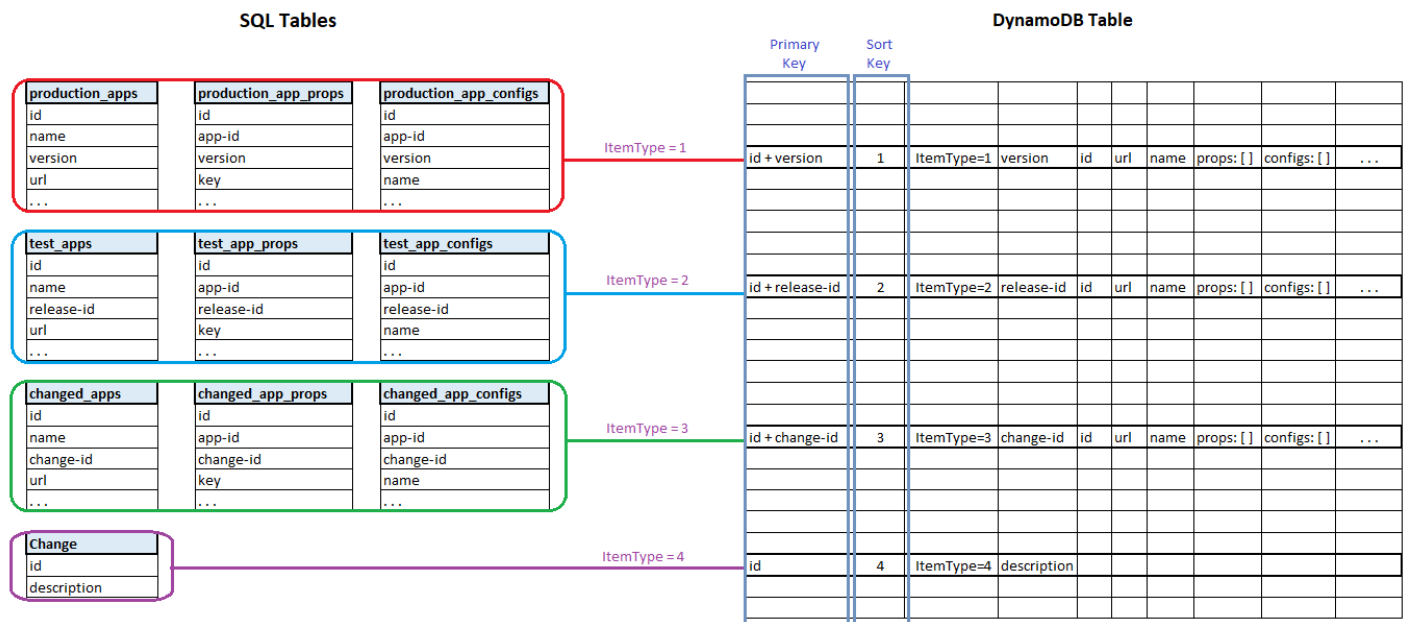 SQL Tables
DynamoDB Table
Primary Key
Sort Key
production_apps production_app_props production_app_configs
id id id
name app-id app-id
version version version
url key name
... ... ...
ItemType = 1
id + version 1 ItemType=1 version id url name props: [ ] configs: [ ] ...
test_apps test_app_props test_app_configs
id id id
name app-id app-id
release-id release-id release-id
url key name
... ... ...
ItemType = 2
id + release-id 2 ItemType=2 release-id id url name props: [ ] configs: [ ] ...
changed_apps changed_app_props changed_app_configs
id id id
name app-id app-id
change-id change-id change-id
url key name
... ... ...
ItemType = 3
id + change-id 3 ItemType=3 change-id id url name props: [ ] configs: [ ] ...
Change
id
description
ItemType = 4
id 4 ItemType=4 description